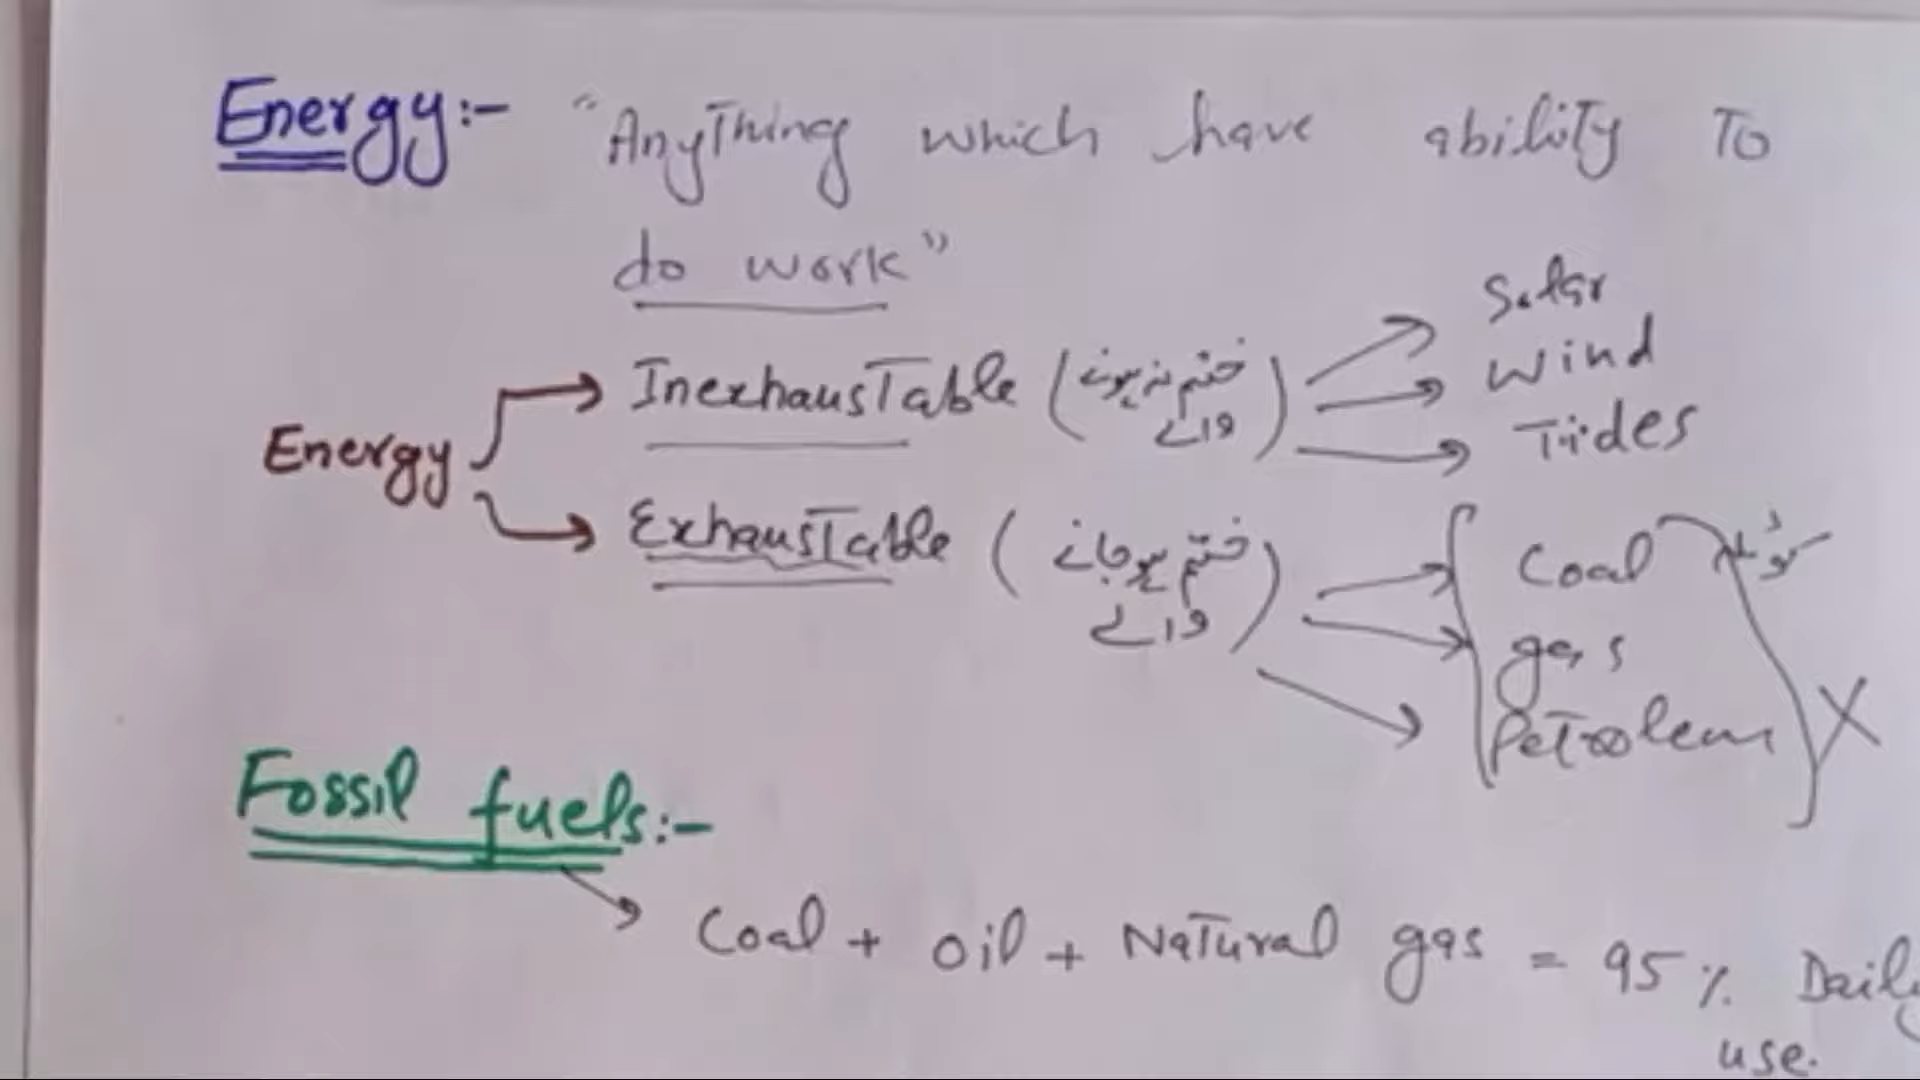 Energy:- "Anything which have ability To
do work"
Energy
Inexhaustable (ختم نہ ہونے
والے)
Solar
Wind
Tides
Exhaustable (ختم ہو جانے
والے)
Coal
gas
Petroleum X
Fossil fuels:-
Coal + oil + Natural gas = 95% Daily
use.